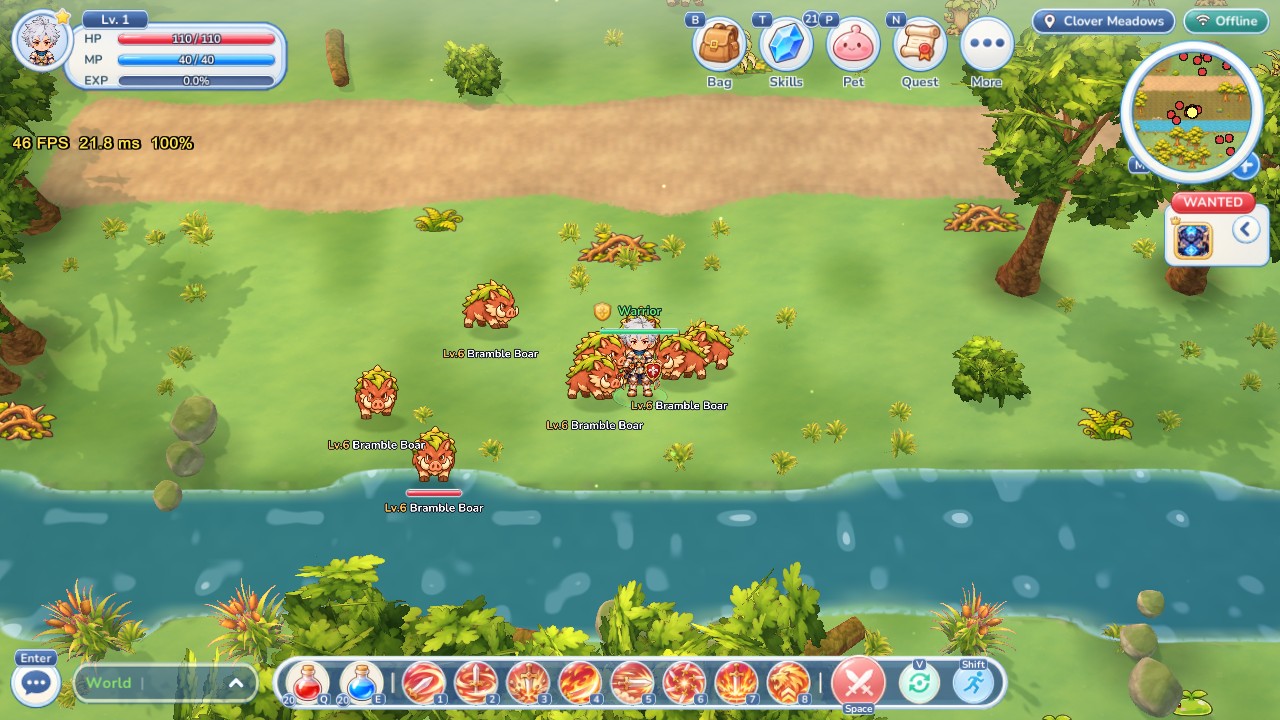 Lv. 1
HP 110 / 110
MP 40 / 40
EXP 0.0%
B T 21 P N
Bag Skills Pet Quest More
Clover Meadows
Offline
46 FPS 21.8 ms 100%
M
WANTED
Warrior
Lv.6 Bramble Boar
Lv.6 Bramble Boar
Lv.6 Bramble Boar
Lv.6 Bramble Boar
Lv.6 Bramble Boar
Enter
World
20 Q 20 E 1 2 3 4 5 6 7 8
Space
V
Shift